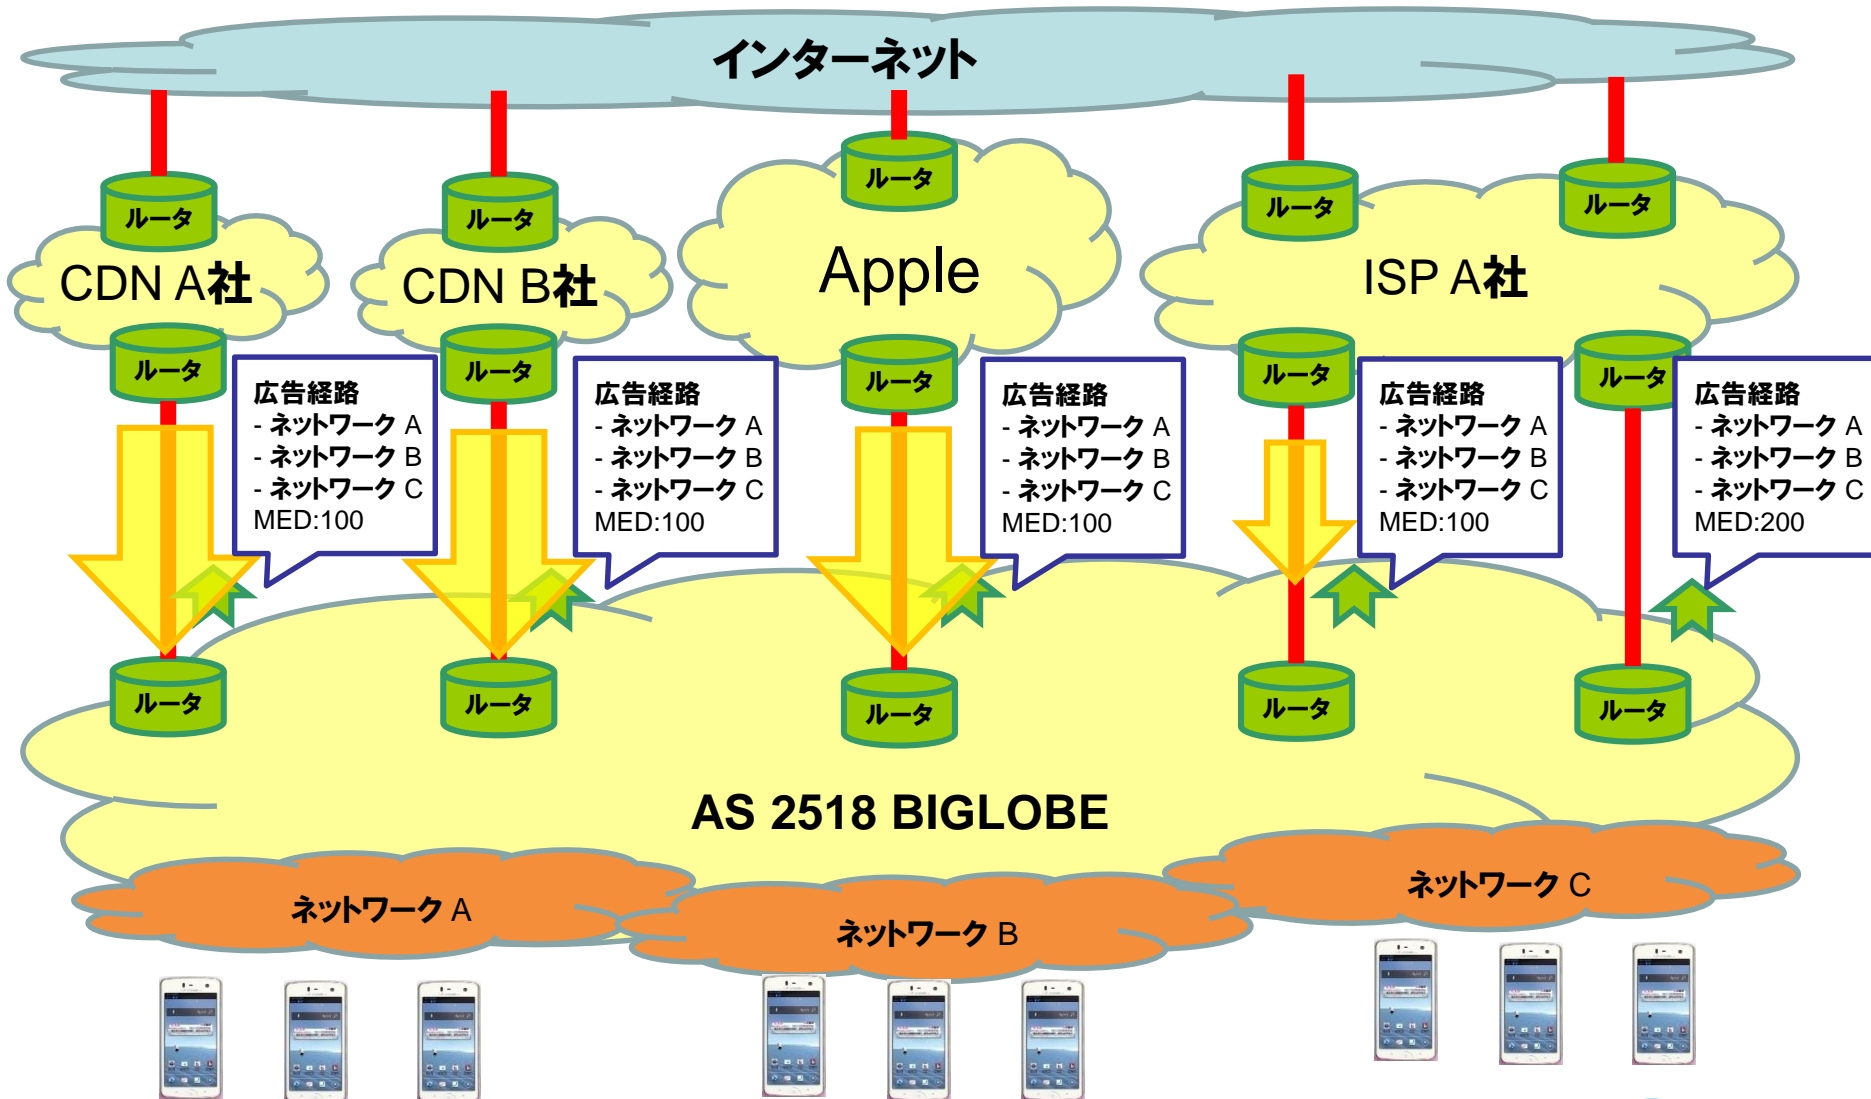 インターネット
ルータ
ルータ
ルータ
ルータ
ルータ
CDN A社
CDN B社
Apple
ISP A社
ルータ
ルータ
ルータ
ルータ
ルータ
広告経路
- ネットワーク A
- ネットワーク B
- ネットワーク C
MED:100
広告経路
- ネットワーク A
- ネットワーク B
- ネットワーク C
MED:100
広告経路
- ネットワーク A
- ネットワーク B
- ネットワーク C
MED:100
広告経路
- ネットワーク A
- ネットワーク B
- ネットワーク C
MED:100
広告経路
- ネットワーク A
- ネットワーク B
- ネットワーク C
MED:200
ルータ
ルータ
ルータ
ルータ
ルータ
AS 2518 BIGLOBE
ネットワーク A
ネットワーク B
ネットワーク C